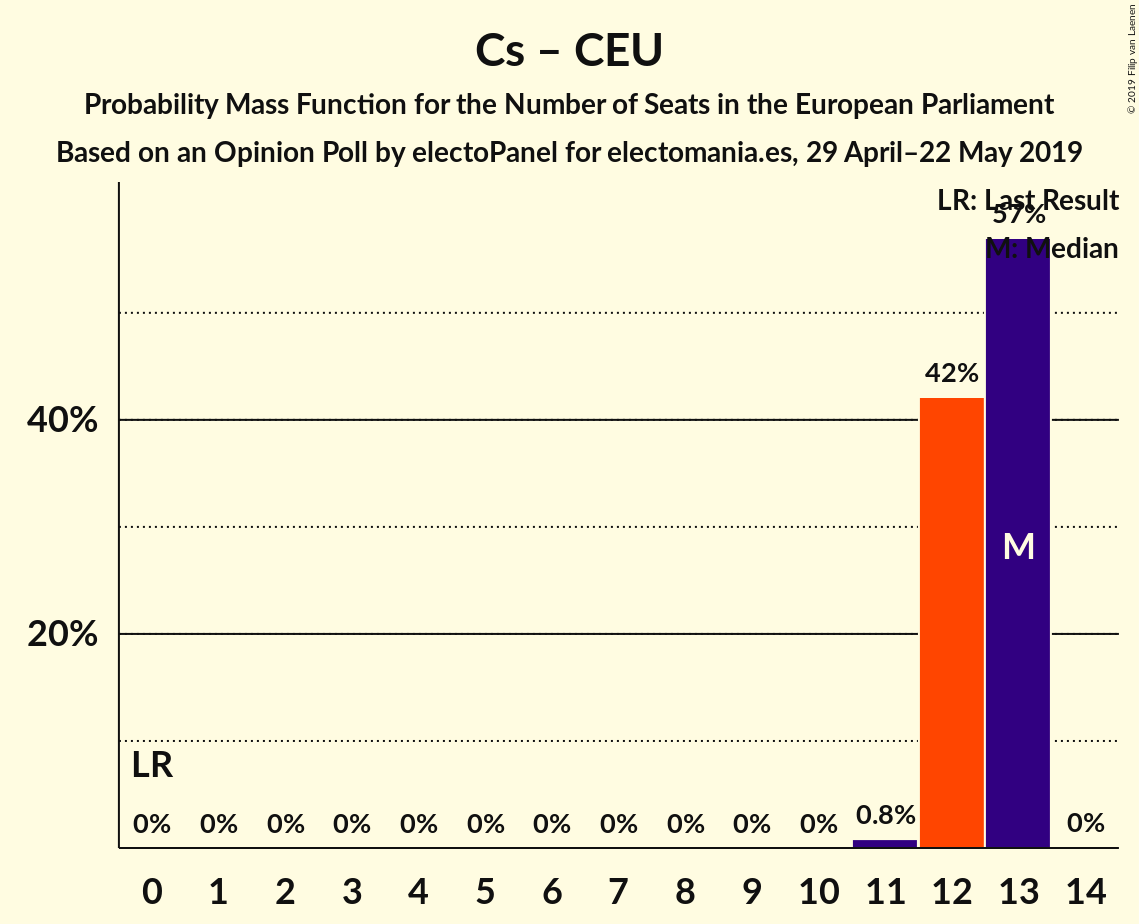 © 2019 Filip van Laenen
Cs – CEU
Probability Mass Function for the Number of Seats in the European Parliament
Based on an Opinion Poll by electoPanel for electomania.es, 29 April–22 May 2019
LR: Last Result
57%
M: Median
42%
40%
M
20%
LR
0% 0% 0% 0% 0% 0% 0% 0% 0% 0% 0% 0.8% 0%
0 1 2 3 4 5 6 7 8 9 10 11 12 13 14